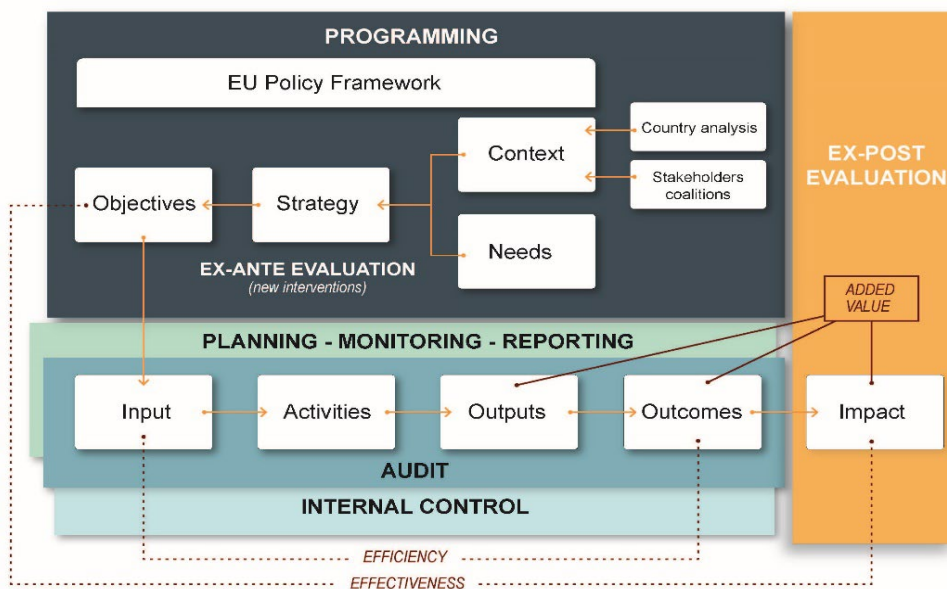 PROGRAMMING
EU Policy Framework
Context
Country analysis
Stakeholders
coalitions
EX-POST
EVALUATION
Objectives
Strategy
Needs
EX-ANTE EVALUATION
(new interventions)
ADDED
VALUE
PLANNING - MONITORING - REPORTING
Input
Activities
Outputs
Outcomes
Impact
AUDIT
INTERNAL CONTROL
EFFICIENCY
EFFECTIVENESS